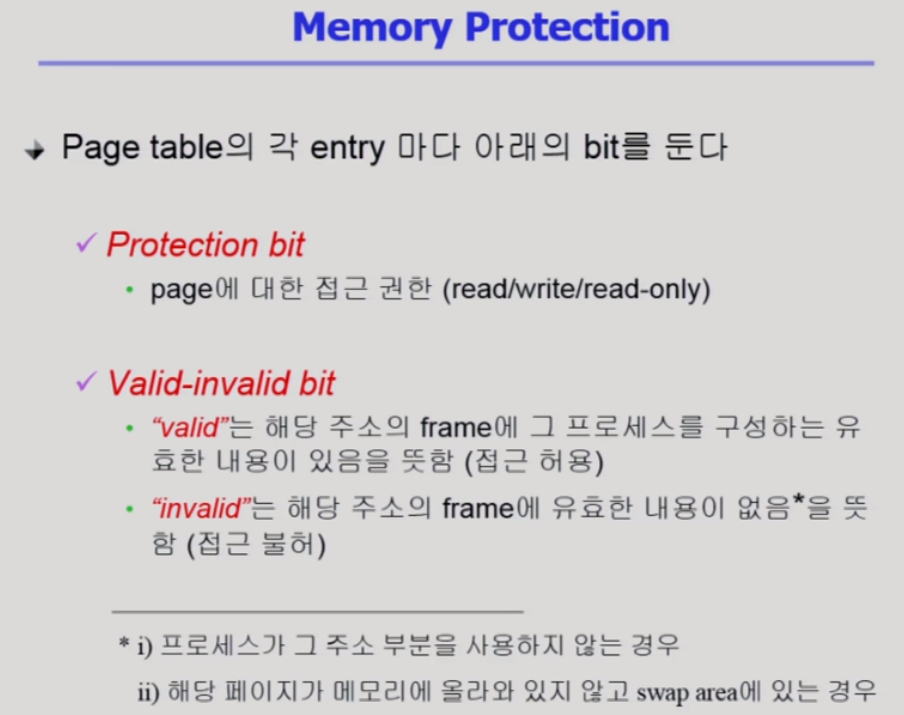 Memory Protection
Page table의 각 entry 마다 아래의 bit를 둔다
✓ Protection bit
• page에 대한 접근 권한 (read/write/read-only)
✓ Valid-invalid bit
• “valid”는 해당 주소의 frame에 그 프로세스를 구성하는 유
효한 내용이 있음을 뜻함 (접근 허용)
• “invalid”는 해당 주소의 frame에 유효한 내용이 없음*을 뜻
함 (접근 불허)
* i) 프로세스가 그 주소 부분을 사용하지 않는 경우
ii) 해당 페이지가 메모리에 올라와 있지 않고 swap area에 있는 경우